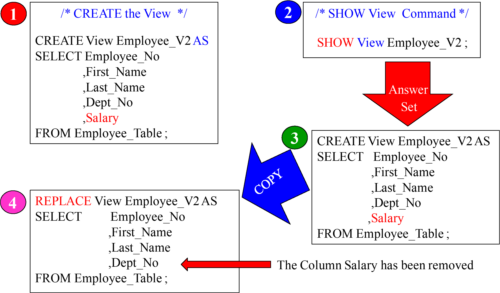 1
/* CREATE the View */
CREATE View Employee_V2 AS
SELECT Employee_No
,First_Name
,Last_Name
,Dept_No
,Salary
FROM Employee_Table ;
2
/* SHOW View Command */
SHOW View Employee_V2 ;
Answer
Set
3
CREATE View Employee_V2 AS
SELECT Employee_No
,First_Name
,Last_Name
,Dept_No
,Salary
FROM Employee_Table ;
COPY
4
REPLACE View Employee_V2 AS
SELECT Employee_No
,First_Name
,Last_Name
,Dept_No
FROM Employee_Table ;
The Column Salary has been removed